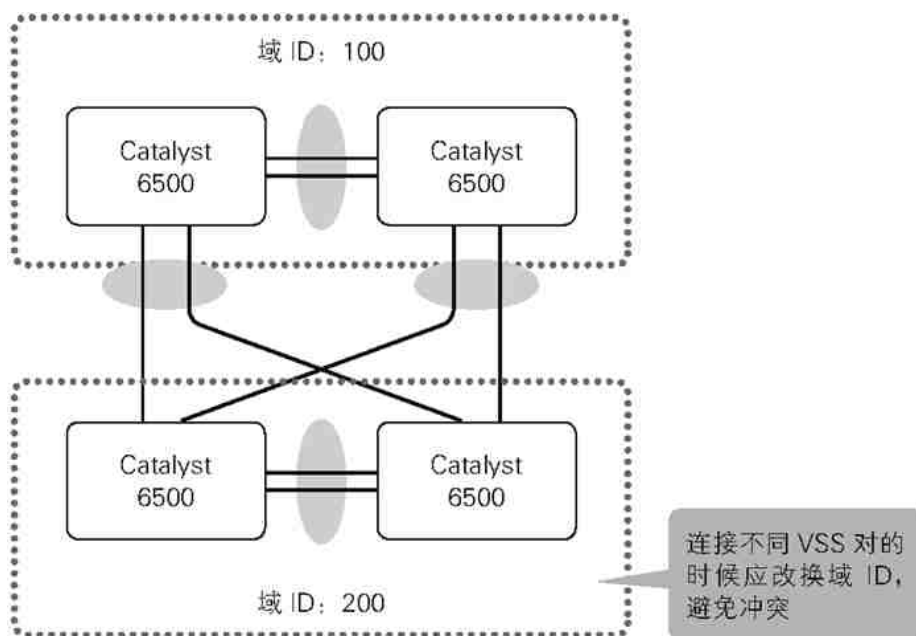 域 ID：100
Catalyst
6500
Catalyst
6500
Catalyst
6500
Catalyst
6500
域 ID：200
连接不同 VSS 对的
时候应改换域 ID，
避免冲突